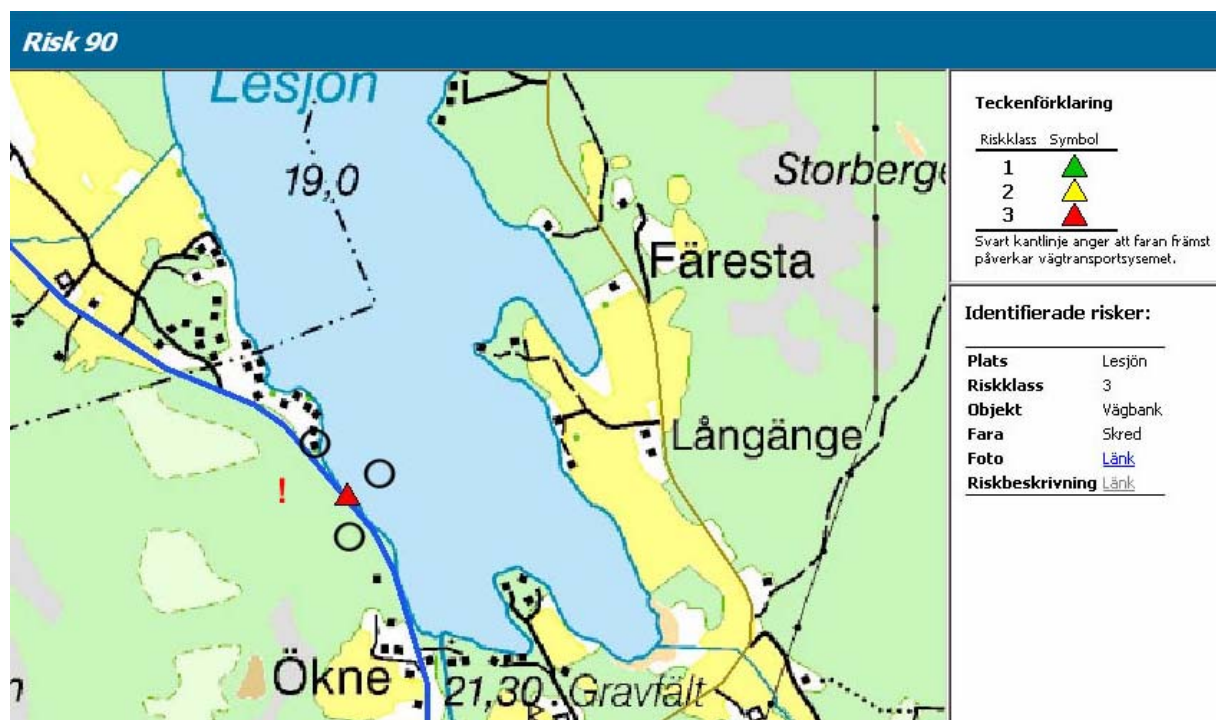 Risk 90
Lesjön
19,0
Storberge
Färesta
Långänge
!
Ökne
21,30 Gravfält
n
Teckenförklaring
Riskklass Symbol
1
2
3
Svart kantlinje anger att faran främst
påverkar vägtransportsysemet.
Identifierade risker:
Plats Lesjön
Riskklass 3
Objekt Vägbank
Fara Skred
Foto Länk
Riskbeskrivning Länk